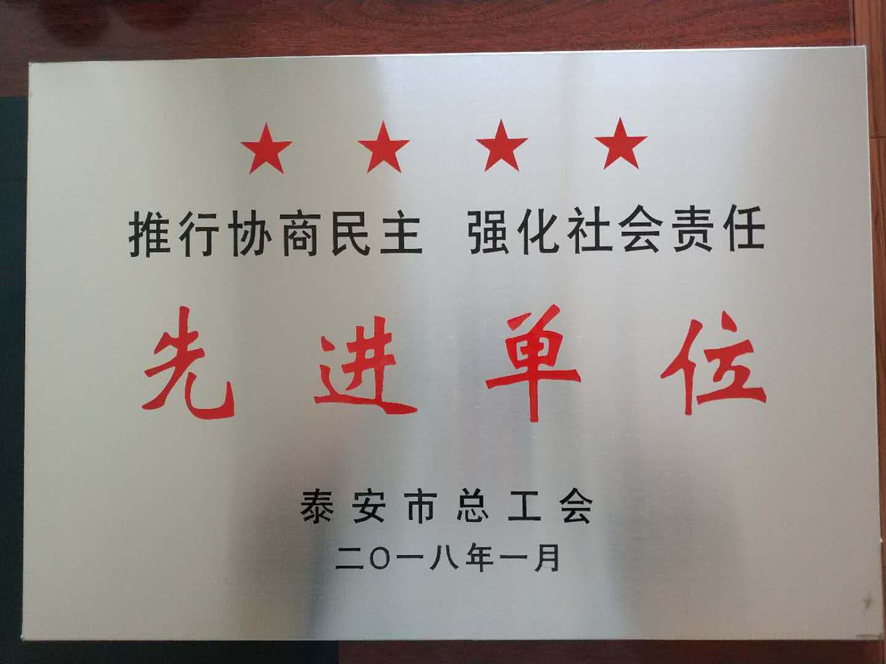 推行协商民主 强化社会责任
先进单位
泰安市总工会
二〇一八年一月